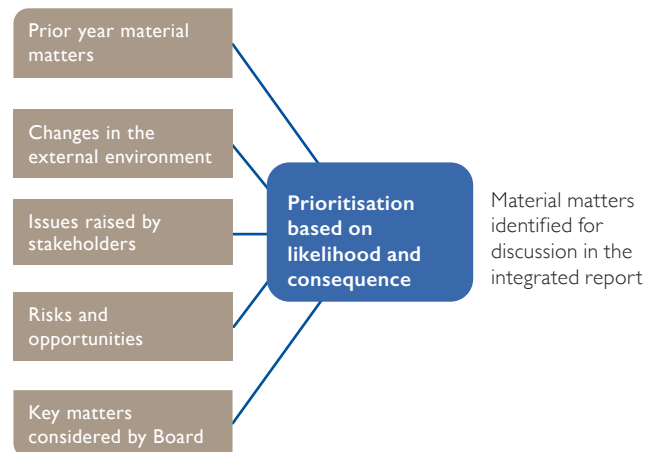 Prior year material
matters
Changes in the
external environment
Issues raised by
stakeholders
Risks and
opportunities
Key matters
considered by Board
Prioritisation
based on
likelihood and
consequence
Material matters
identified for
discussion in the
integrated report